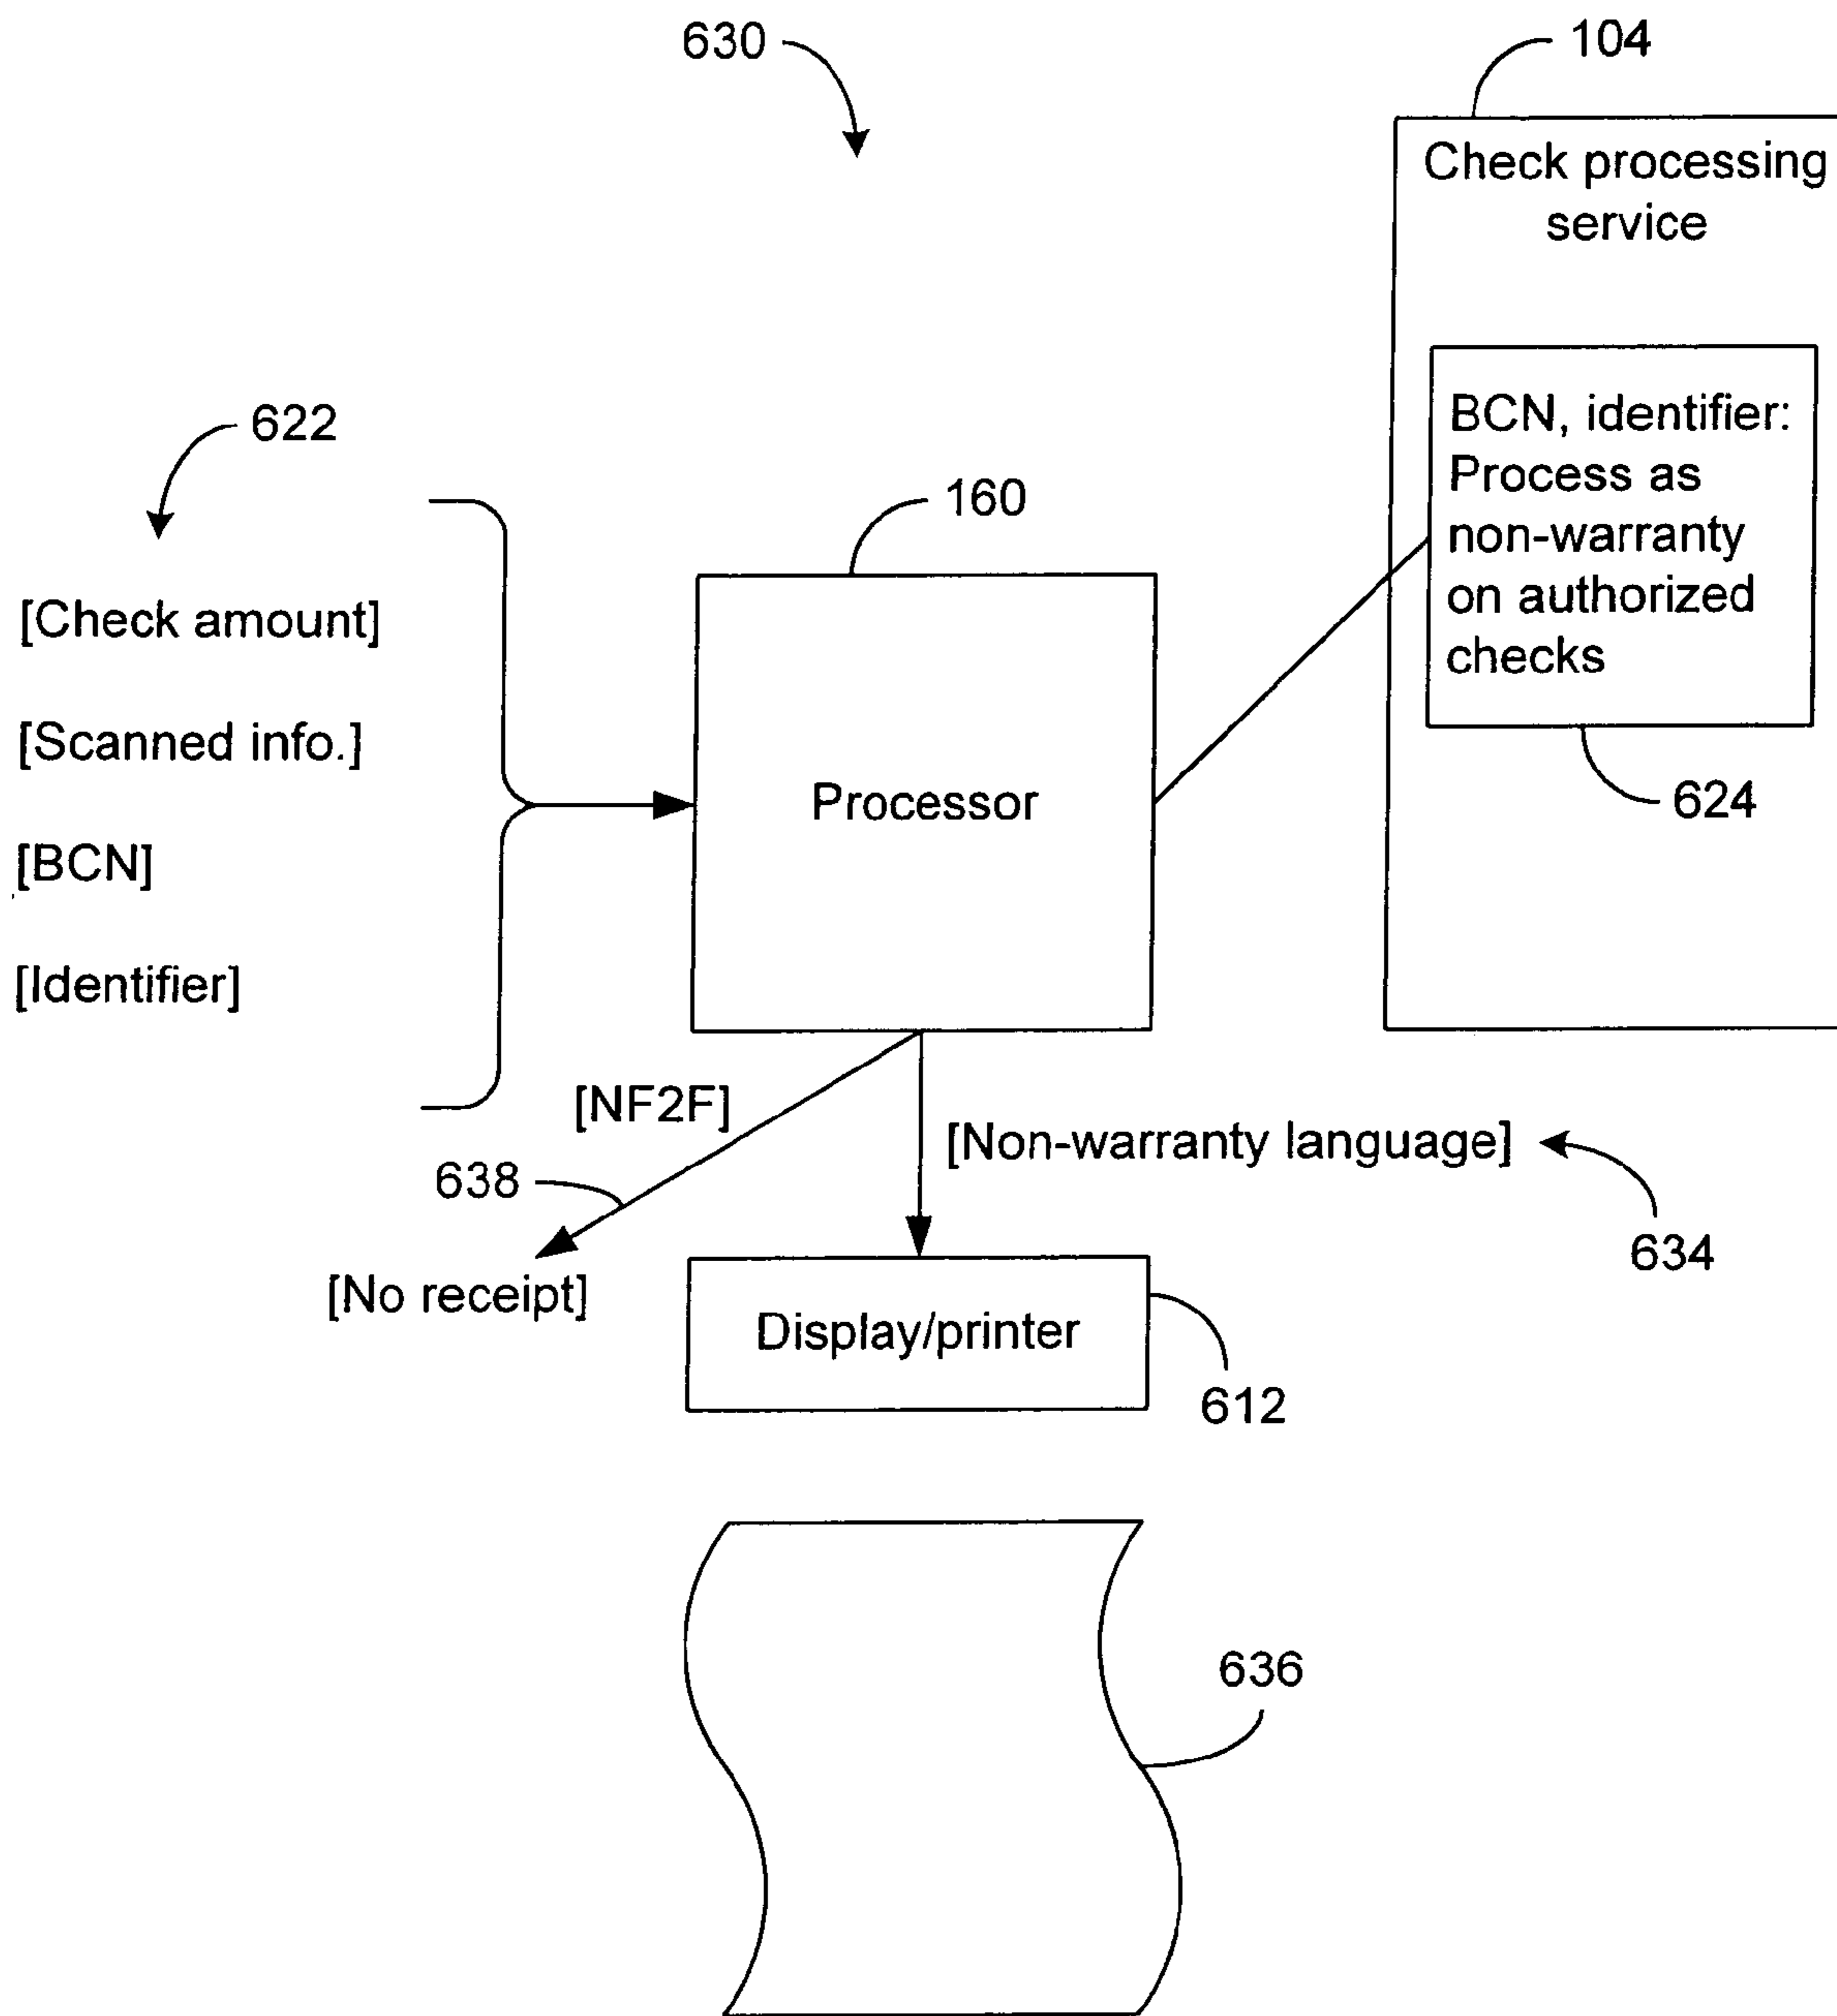 630
104
Check processing
service
622
BCN, identifier:
Process as
non-warranty
on authorized
checks
160
[Check amount]
[Scanned info.]
Processor
624
[BCN]
[Identifier]
[NF2F]
[Non-warranty language]
638
634
[No receipt]
Display/printer
612
636